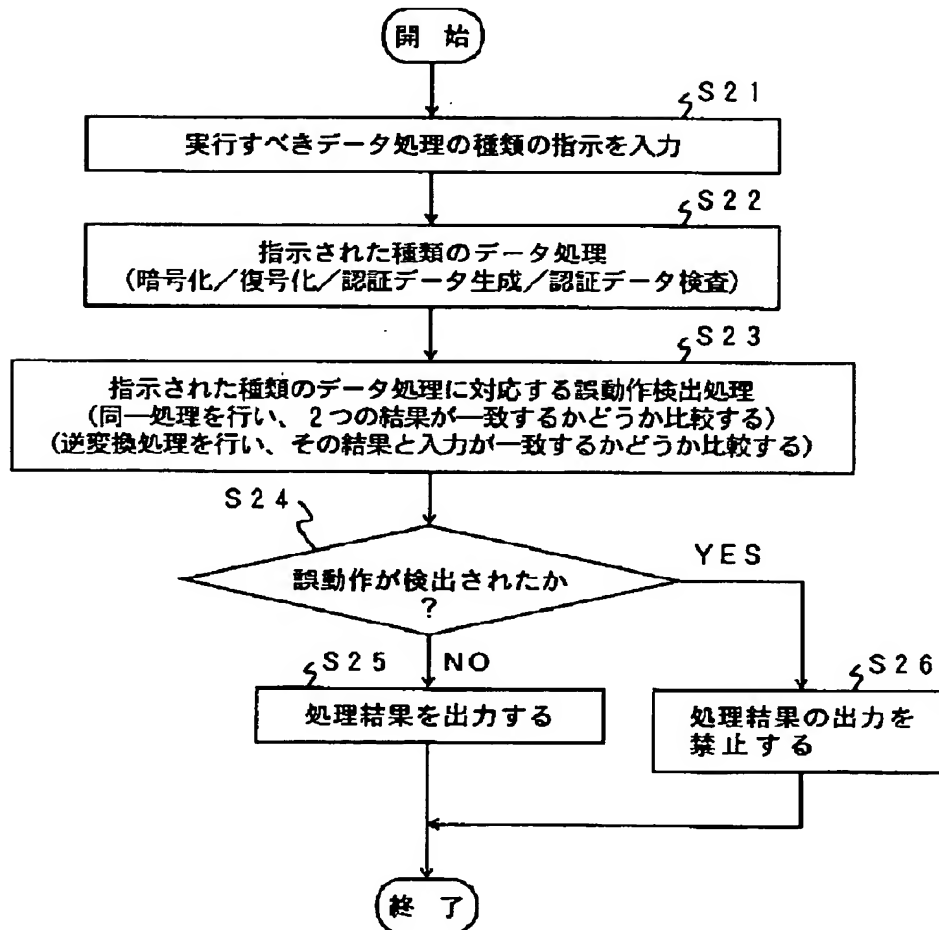 開 始
S21
実行すべきデータ処理の種類の指示を入力
S22
指示された種類のデータ処理
(暗号化/復号化/認証データ生成/認証データ検査)
S23
指示された種類のデータ処理に対応する誤動作検出処理
(同一処理を行い、2つの結果が一致するかどうか比較する)
(逆変換処理を行い、その結果と入力が一致するかどうか比較する)
S24
誤動作が検出されたか
?
YES
NO
S25
処理結果を出力する
S26
処理結果の出力を
禁止する
終 了